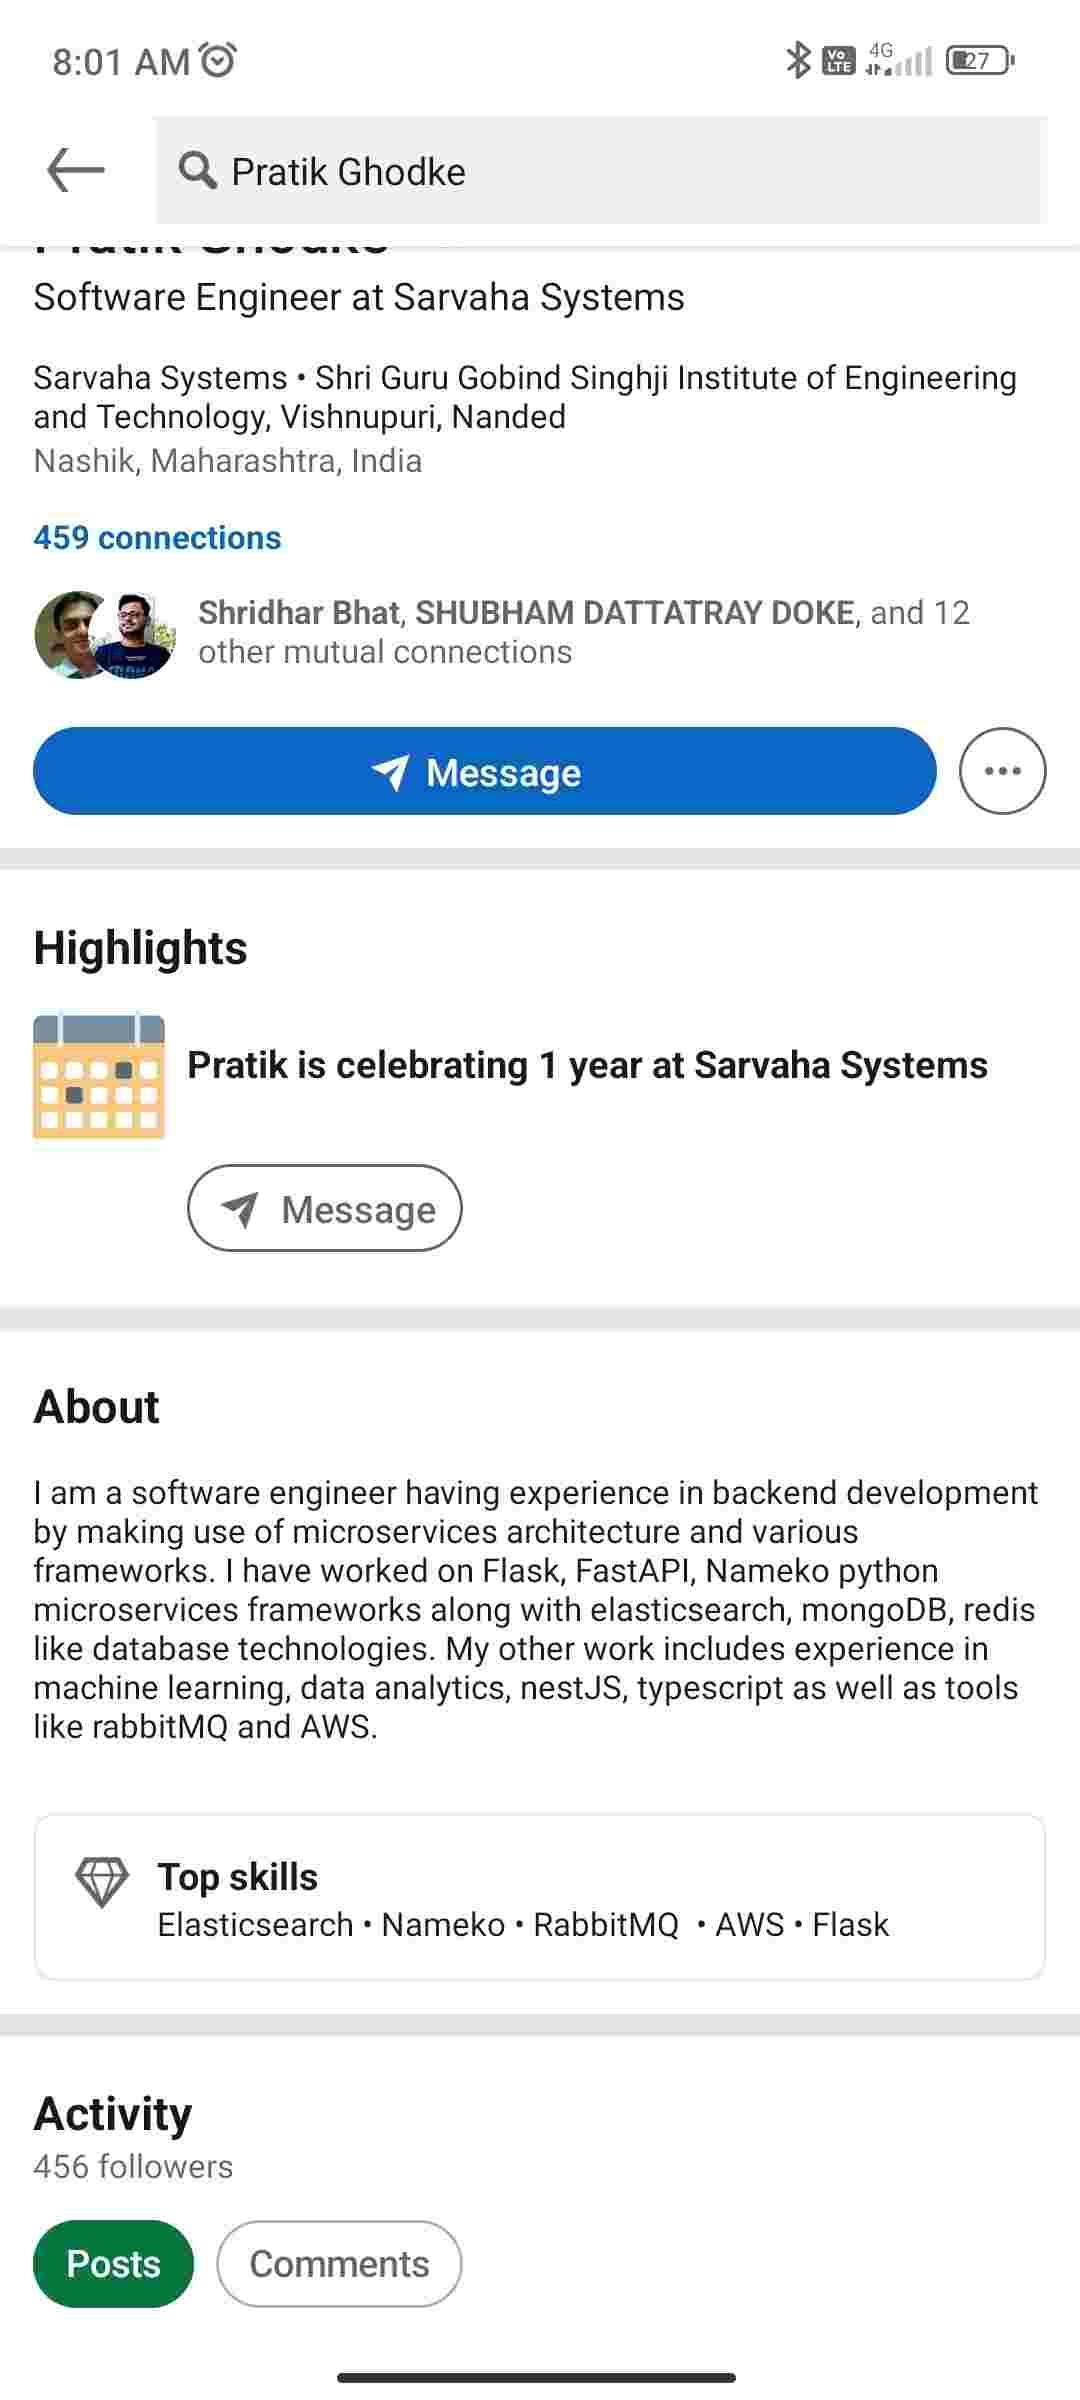 8:01 AM
Vo LTE 4G 27
Pratik Ghodke
Pratik Ghodke
Software Engineer at Sarvaha Systems
Sarvaha Systems • Shri Guru Gobind Singhji Institute of Engineering
and Technology, Vishnupuri, Nanded
Nashik, Maharashtra, India
459 connections
Shridhar Bhat, SHUBHAM DATTATRAY DOKE, and 12
other mutual connections
Message
Highlights
Pratik is celebrating 1 year at Sarvaha Systems
Message
About
I am a software engineer having experience in backend development
by making use of microservices architecture and various
frameworks. I have worked on Flask, FastAPI, Nameko python
microservices frameworks along with elasticsearch, mongoDB, redis
like database technologies. My other work includes experience in
machine learning, data analytics, nestJS, typescript as well as tools
like rabbitMQ and AWS.
Top skills
Elasticsearch • Nameko • RabbitMQ • AWS • Flask
Activity
456 followers
Posts
Comments